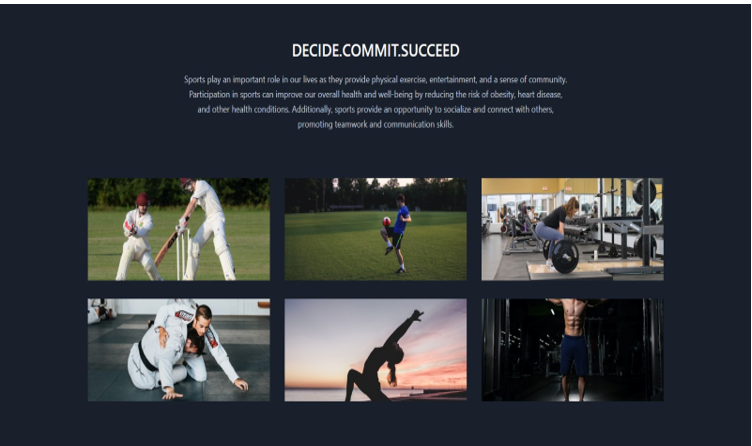 DECIDE.COMMIT.SUCCEED
Sports play an important role in our lives as they provide physical exercise, entertainment, and a sense of community.
Participation in sports can improve our overall health and well-being by reducing the risk of obesity, heart disease,
and other health conditions. Additionally, sports provide an opportunity to socialize and connect with others,
promoting teamwork and communication skills.